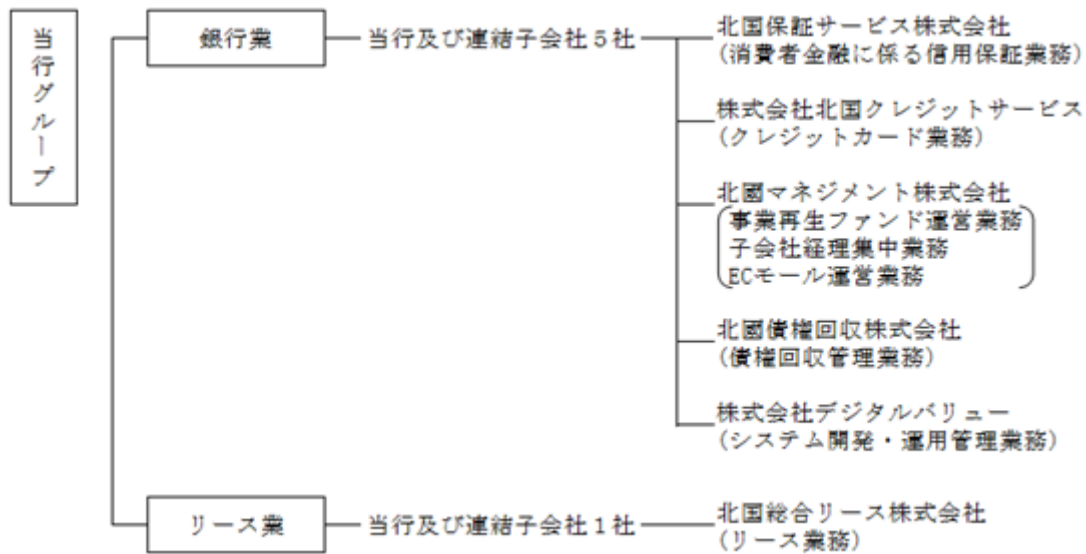 当行グループ
銀行業
当行及び連結子会社５社
北国保証サービス株式会社
(消費者金融に係る信用保証業務)
株式会社北国クレジットサービス
(クレジットカード業務)
北國マネジメント株式会社
事業再生ファンド運営業務
子会社経理集中業務
ECモール運営業務
北國債権回収株式会社
(債権回収管理業務)
株式会社デジタルバリュー
(システム開発・運用管理業務)
リース業
当行及び連結子会社１社
北国総合リース株式会社
(リース業務)